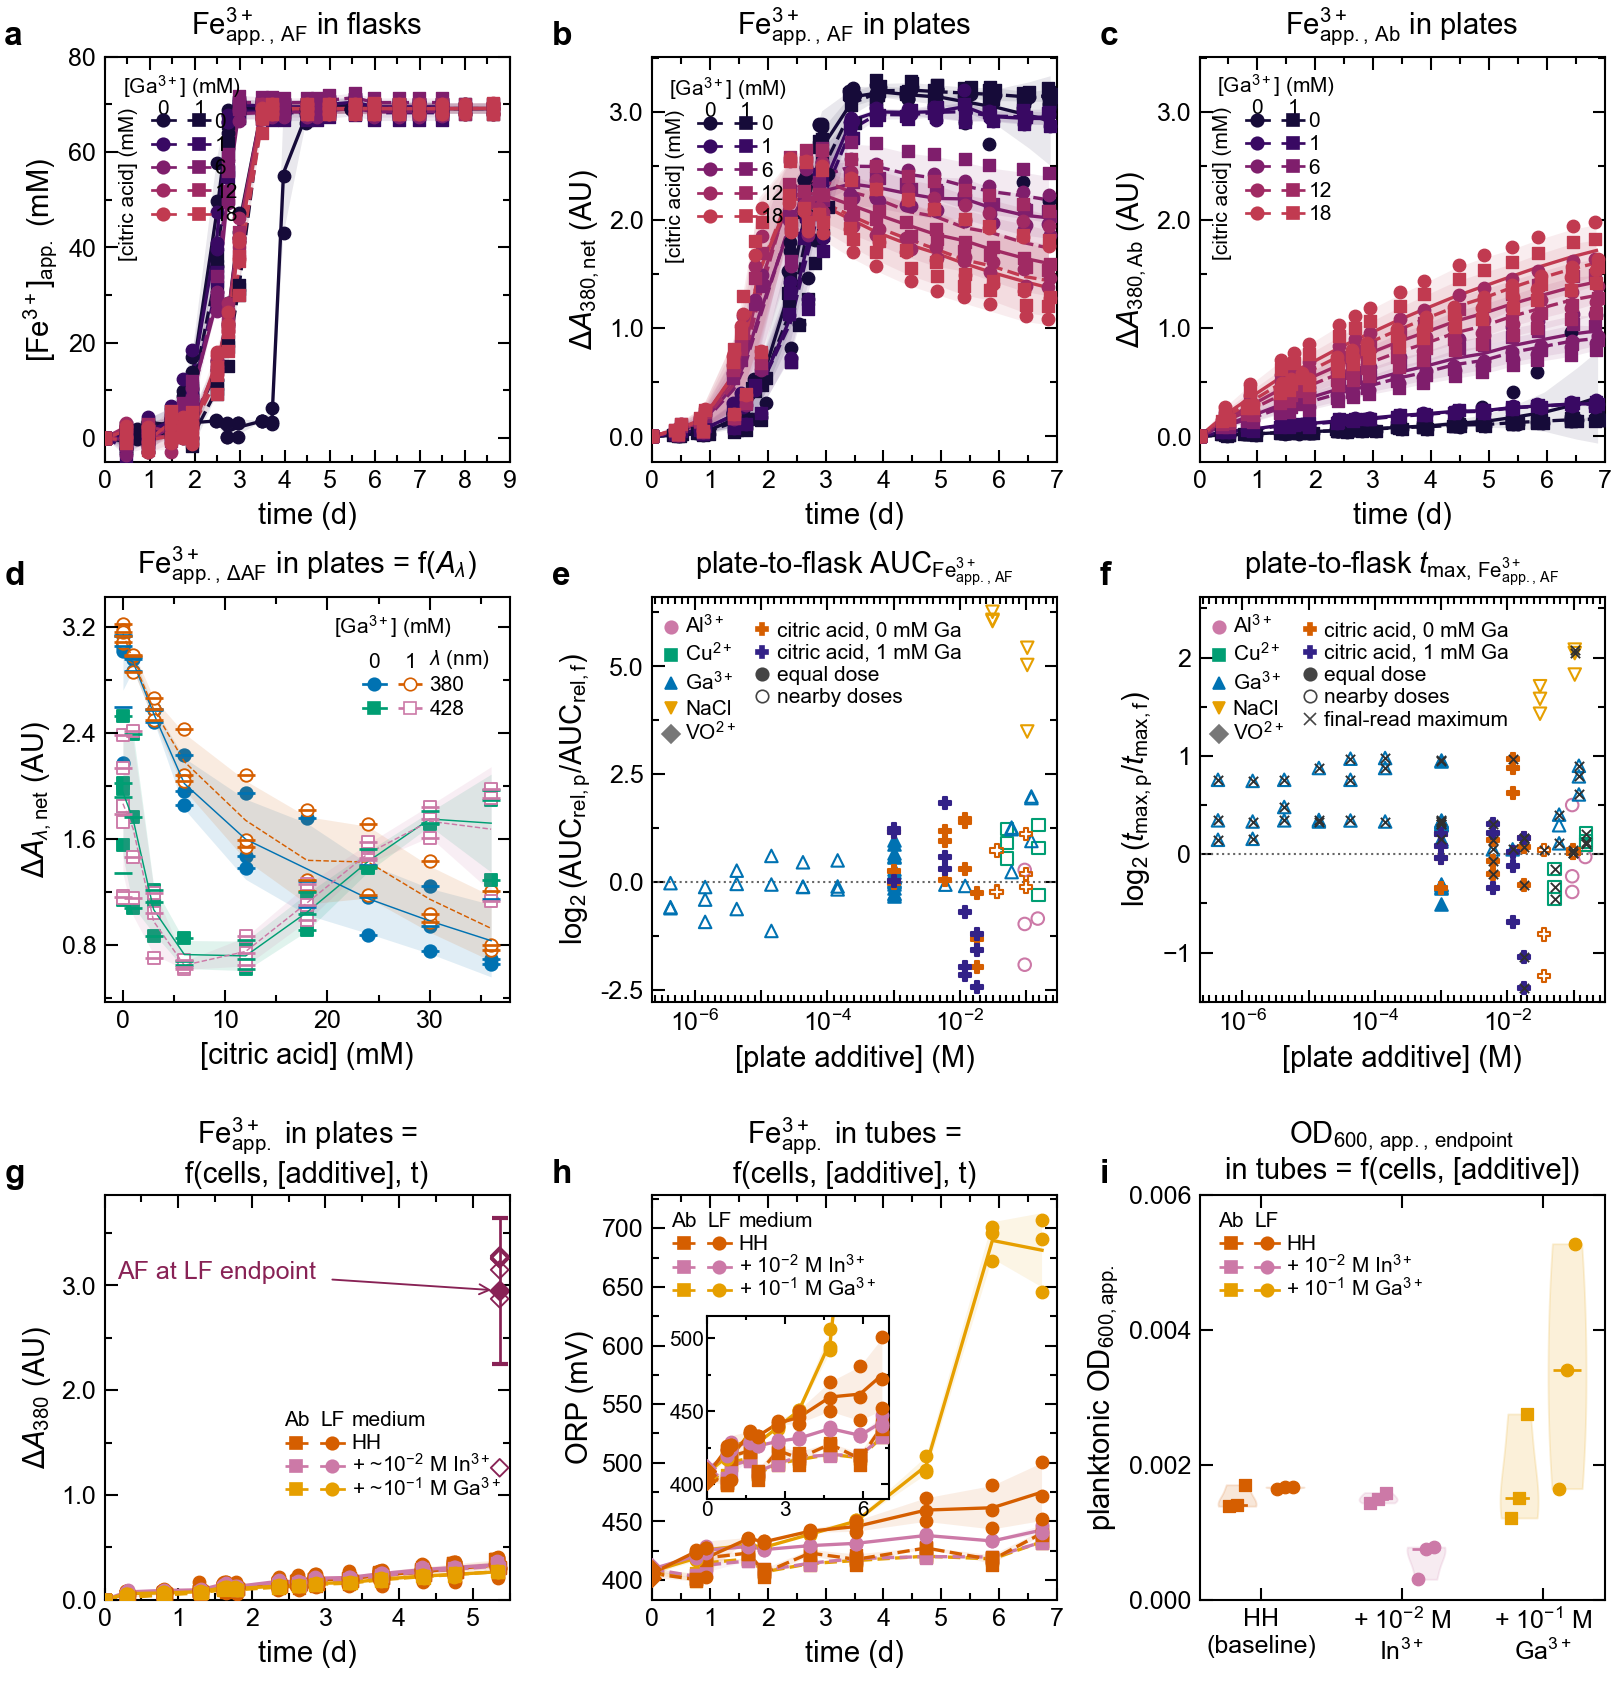 a
Fe³⁺app., AF in flasks
[Ga³⁺] (mM)
0 1
0
1
6
12
18
[citric acid] (mM)
[Fe³⁺]app. (mM)
80
60
40
20
0
0 1 2 3 4 5 6 7 8 9
time (d)
b
Fe³⁺app., AF in plates
[Ga³⁺] (mM)
0 1
0
1
6
12
18
[citric acid] (mM)
ΔA380, net (AU)
3.0
2.0
1.0
0.0
0 1 2 3 4 5 6 7
time (d)
c
Fe³⁺app., Ab in plates
[Ga³⁺] (mM)
0 1
0
1
6
12
18
[citric acid] (mM)
ΔA380, Ab (AU)
3.0
2.0
1.0
0.0
0 1 2 3 4 5 6 7
time (d)
d
Fe³⁺app., ΔAF in plates = f(Aλ)
[Ga³⁺] (mM)
0 1 λ (nm)
380
428
ΔAλ, net (AU)
3.2
2.4
1.6
0.8
0 10 20 30
[citric acid] (mM)
e
plate-to-flask AUCFe³⁺app., AF
Al³⁺
Cu²⁺
Ga³⁺
NaCl
VO²⁺
citric acid, 0 mM Ga
citric acid, 1 mM Ga
equal dose
nearby doses
log₂ (AUCrel, p/AUCrel, f)
5.0
2.5
0.0
-2.5
10⁻⁶ 10⁻⁴ 10⁻²
[plate additive] (M)
f
plate-to-flask tmax, Fe³⁺app., AF
Al³⁺
Cu²⁺
Ga³⁺
NaCl
VO²⁺
citric acid, 0 mM Ga
citric acid, 1 mM Ga
equal dose
nearby doses
final-read maximum
log₂ (tmax, p/tmax, f)
2
1
0
−1
10⁻⁶ 10⁻⁴ 10⁻²
[plate additive] (M)
g
Fe³⁺app. in plates =
f(cells, [additive], t)
AF at LF endpoint
Ab LF medium
HH
+ ~10⁻² M In³⁺
+ ~10⁻¹ M Ga³⁺
ΔA380 (AU)
3.0
2.0
1.0
0.0
0 1 2 3 4 5
time (d)
h
Fe³⁺app. in tubes =
f(cells, [additive], t)
Ab LF medium
HH
+ 10⁻² M In³⁺
+ 10⁻¹ M Ga³⁺
ORP (mV)
700
650
600
550
500
450
400
500
450
400
0 3 6
0 1 2 3 4 5 6 7
time (d)
i
OD600, app., endpoint
in tubes = f(cells, [additive])
Ab LF
HH
+ 10⁻² M In³⁺
+ 10⁻¹ M Ga³⁺
planktonic OD600, app.
0.006
0.004
0.002
0.000
HH
(baseline)
+ 10⁻² M
In³⁺
+ 10⁻¹ M
Ga³⁺